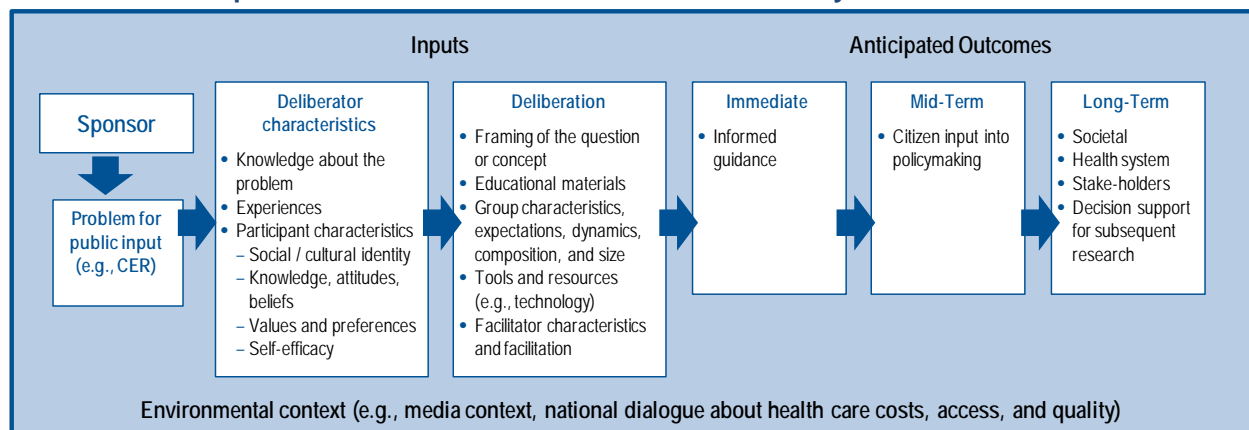 Inputs
Anticipated Outcomes
Sponsor
Problem for
public input
(e.g., CER)
Deliberator
characteristics
• Knowledge about the
problem
• Experiences
• Participant characteristics
– Social / cultural identity
– Knowledge, attitudes,
beliefs
– Values and preferences
– Self-efficacy
Deliberation
• Framing of the question
or concept
• Educational materials
• Group characteristics,
expectations, dynamics,
composition, and size
• Tools and resources
(e.g., technology)
• Facilitator characteristics
and facilitation
Immediate
• Informed
guidance
Mid-Term
• Citizen input into
policymaking
Long-Term
• Societal
• Health system
• Stake-holders
• Decision support
for subsequent
research
Environmental context (e.g., media context, national dialogue about health care costs, access, and quality)